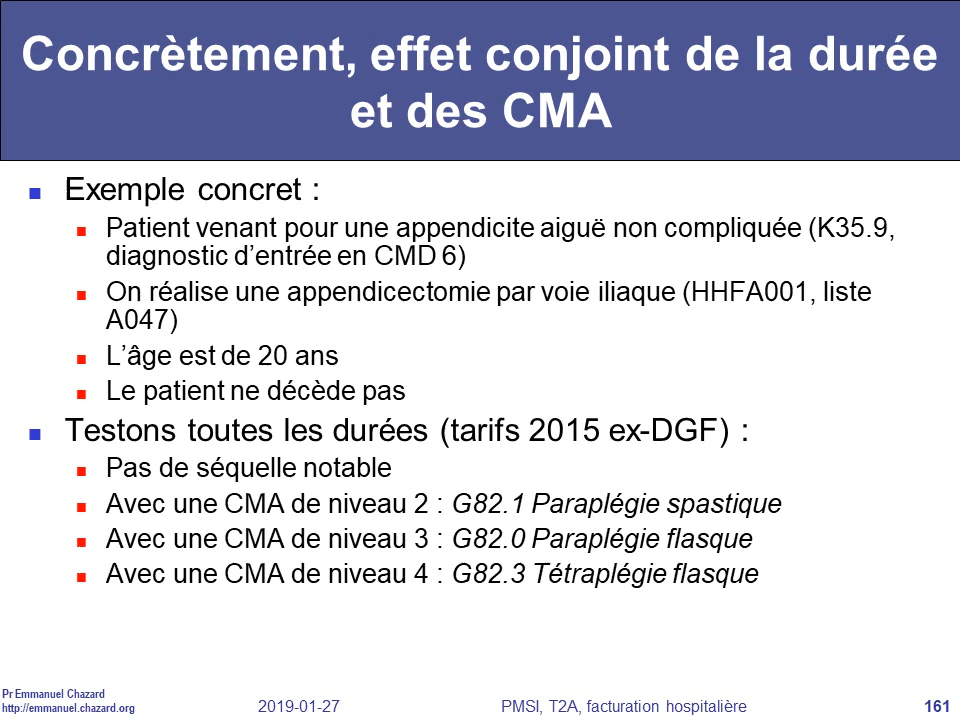 Concrètement, effet conjoint de la durée
et des CMA
Exemple concret :
Patient venant pour une appendicite aiguë non compliquée (K35.9,
diagnostic d’entrée en CMD 6)
On réalise une appendicectomie par voie iliaque (HHFA001, liste
A047)
L’âge est de 20 ans
Le patient ne décède pas
Testons toutes les durées (tarifs 2015 ex-DGF) :
Pas de séquelle notable
Avec une CMA de niveau 2 : G82.1 Paraplégie spastique
Avec une CMA de niveau 3 : G82.0 Paraplégie flasque
Avec une CMA de niveau 4 : G82.3 Tétraplégie flasque
Pr Emmanuel Chazard
http://emmanuel.chazard.org
2019-01-27
PMSI, T2A, facturation hospitalière
161